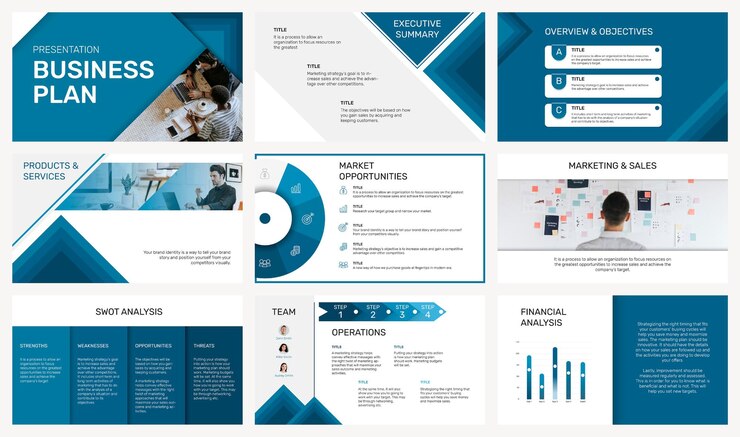 PRESENTATION
BUSINESS
PLAN
EXECUTIVE
SUMMARY
TITLE
It is a process to allow an
organization to focus resources on
the greatest
TITLE
Marketing strategy's goal is to in-
crease sales and achieve the advan-
tage over other competitors.
TITLE
The objectives will be based on how
you gain sales by acquiring and
keeping customers.
OVERVIEW & OBJECTIVES
A
TITLE
It is a process to allow an organization to focus resources
on the greatest opportunities to increase sales and achieve
the company's target.
B
TITLE
Marketing strategy's goal is to increase sales and achieve
the advantage over other competitors.
C
TITLE
It includes short term and long term activities of marketing
that has to do with the analysis of a company's situation
and contribute to its objectives.
PRODUCTS &
SERVICES
Your brand identity is a way to tell your brand
story and position yourself from your
competitors visually.
MARKET
OPPORTUNITIES
TITLE
It is a process to allow an organization to focus resources on the greatest
opportunities to increase sales and achieve the company's target.
TITLE
Research your target group and narrow your market.
TITLE
Your brand identity is a way to tell your brand story and position yourself
from your competitors visually.
TITLE
Marketing strategy's objective is to increase sales and gain a competitive
advantage over other competitors.
TITLE
A new way of how we purchase goods at fingertips in modern era.
MARKETING & SALES
It is a process to allow an organization to focus resources on
the greatest opportunities to increase sales and achieve the
company's target.
SWOT ANALYSIS
STRENGTHS
It is a process to allow an
organization to focus
resources on the greatest
opportunities to increase
sales and achieve the
company's target.
WEAKNESSES
Marketing strategy's goal
is to increase sales and
achieve the advantage
over other competitors.
It includes short term and
long term activities of
marketing that has to do
with the analysis of a
company's situation and
contribute to its
objectives.
OPPORTUNITIES
The objectives will be
based on how you gain
sales by acquiring and
keeping customers.
A marketing strategy
helps convey effective
messages with the right
field of marketing
approaches that will
maximize your sales out-
comes and marketing ac-
tivities.
THREATS
Putting your strategy
into action is how your
marketing plan should
work. Marketing budgets
will be set. At the same
time, it will show you
how you're going to work
with your target. This
may be through
networking, advertising
etc.
TEAM
STEP
1
STEP
2
STEP
3
STEP
4
OPERATIONS
TITLE
A marketing strategy helps
convey effective messages with
the right field of marketing ap-
proaches that will maximize your
sales outcome and marketing
activities.
TITLE
Putting your strategy into action
is how your marketing plan
should work. Marketing budgets
will be set.
TITLE
At the same time, it will show
you how you're going to work
with your target. This may be
through networking,
advertising etc.
TITLE
Strategizing the right timing that
fits your customer's buying
cycles will help you save money
and maximize sales.
FINANCIAL
ANALYSIS
Strategizing the right timing that fits
your customer's buying cycles will
help you save money and maximize
sales. The marketing plan should be
innovative. It should have the details
on how your sales are followed up and
the activities you are doing to develop
your offers.
Lastly, improvement should be
measured regularly and assessed.
This is in order for you to know what is
beneficial and what is not. This will
help you set new targets.